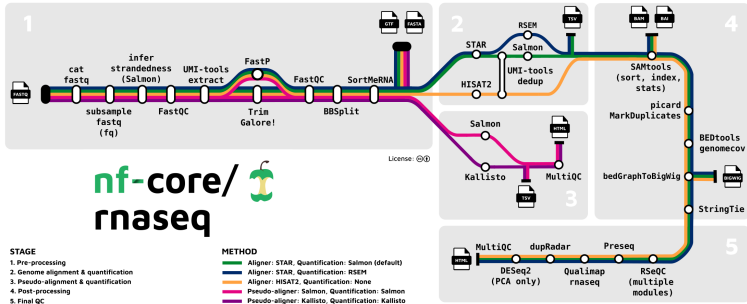 1
FASTQ
cat
fastq
infer
strandedness
(Salmon)
UMI-tools
extract
FastP
FastQC
SortMeRNA
subsample
fastq
(fq)
FastQC
Trim
Galore!
BBSplit
GTF
FASTA
2
STAR
RSEM
Salmon
HISAT2
UMI-tools
dedup
TSV
3
Salmon
Kallisto
TSV
HTML
MultiQC
4
BAM
BAI
SAMtools
(sort, index,
stats)
picard
MarkDuplicates
BEDtools
genomecov
bedGraphToBigWig
BIGWIG
StringTie
5
HTML
MultiQC
dupRadar
Preseq
DESeq2
(PCA only)
Qualimap
rnaseq
RSeQC
(multiple
modules)
License:
nf-core/
rnaseq
STAGE
1. Pre-processing
2. Genome alignment & quantification
3. Pseudo-alignment & quantification
4. Post-processing
5. Final QC
METHOD
Aligner: STAR, Quantification: Salmon (default)
Aligner: STAR, Quantification: RSEM
Aligner: HISAT2, Quantification: None
Pseudo-aligner: Salmon, Quantification: Salmon
Pseudo-aligner: Kallisto, Quantification: Kallisto